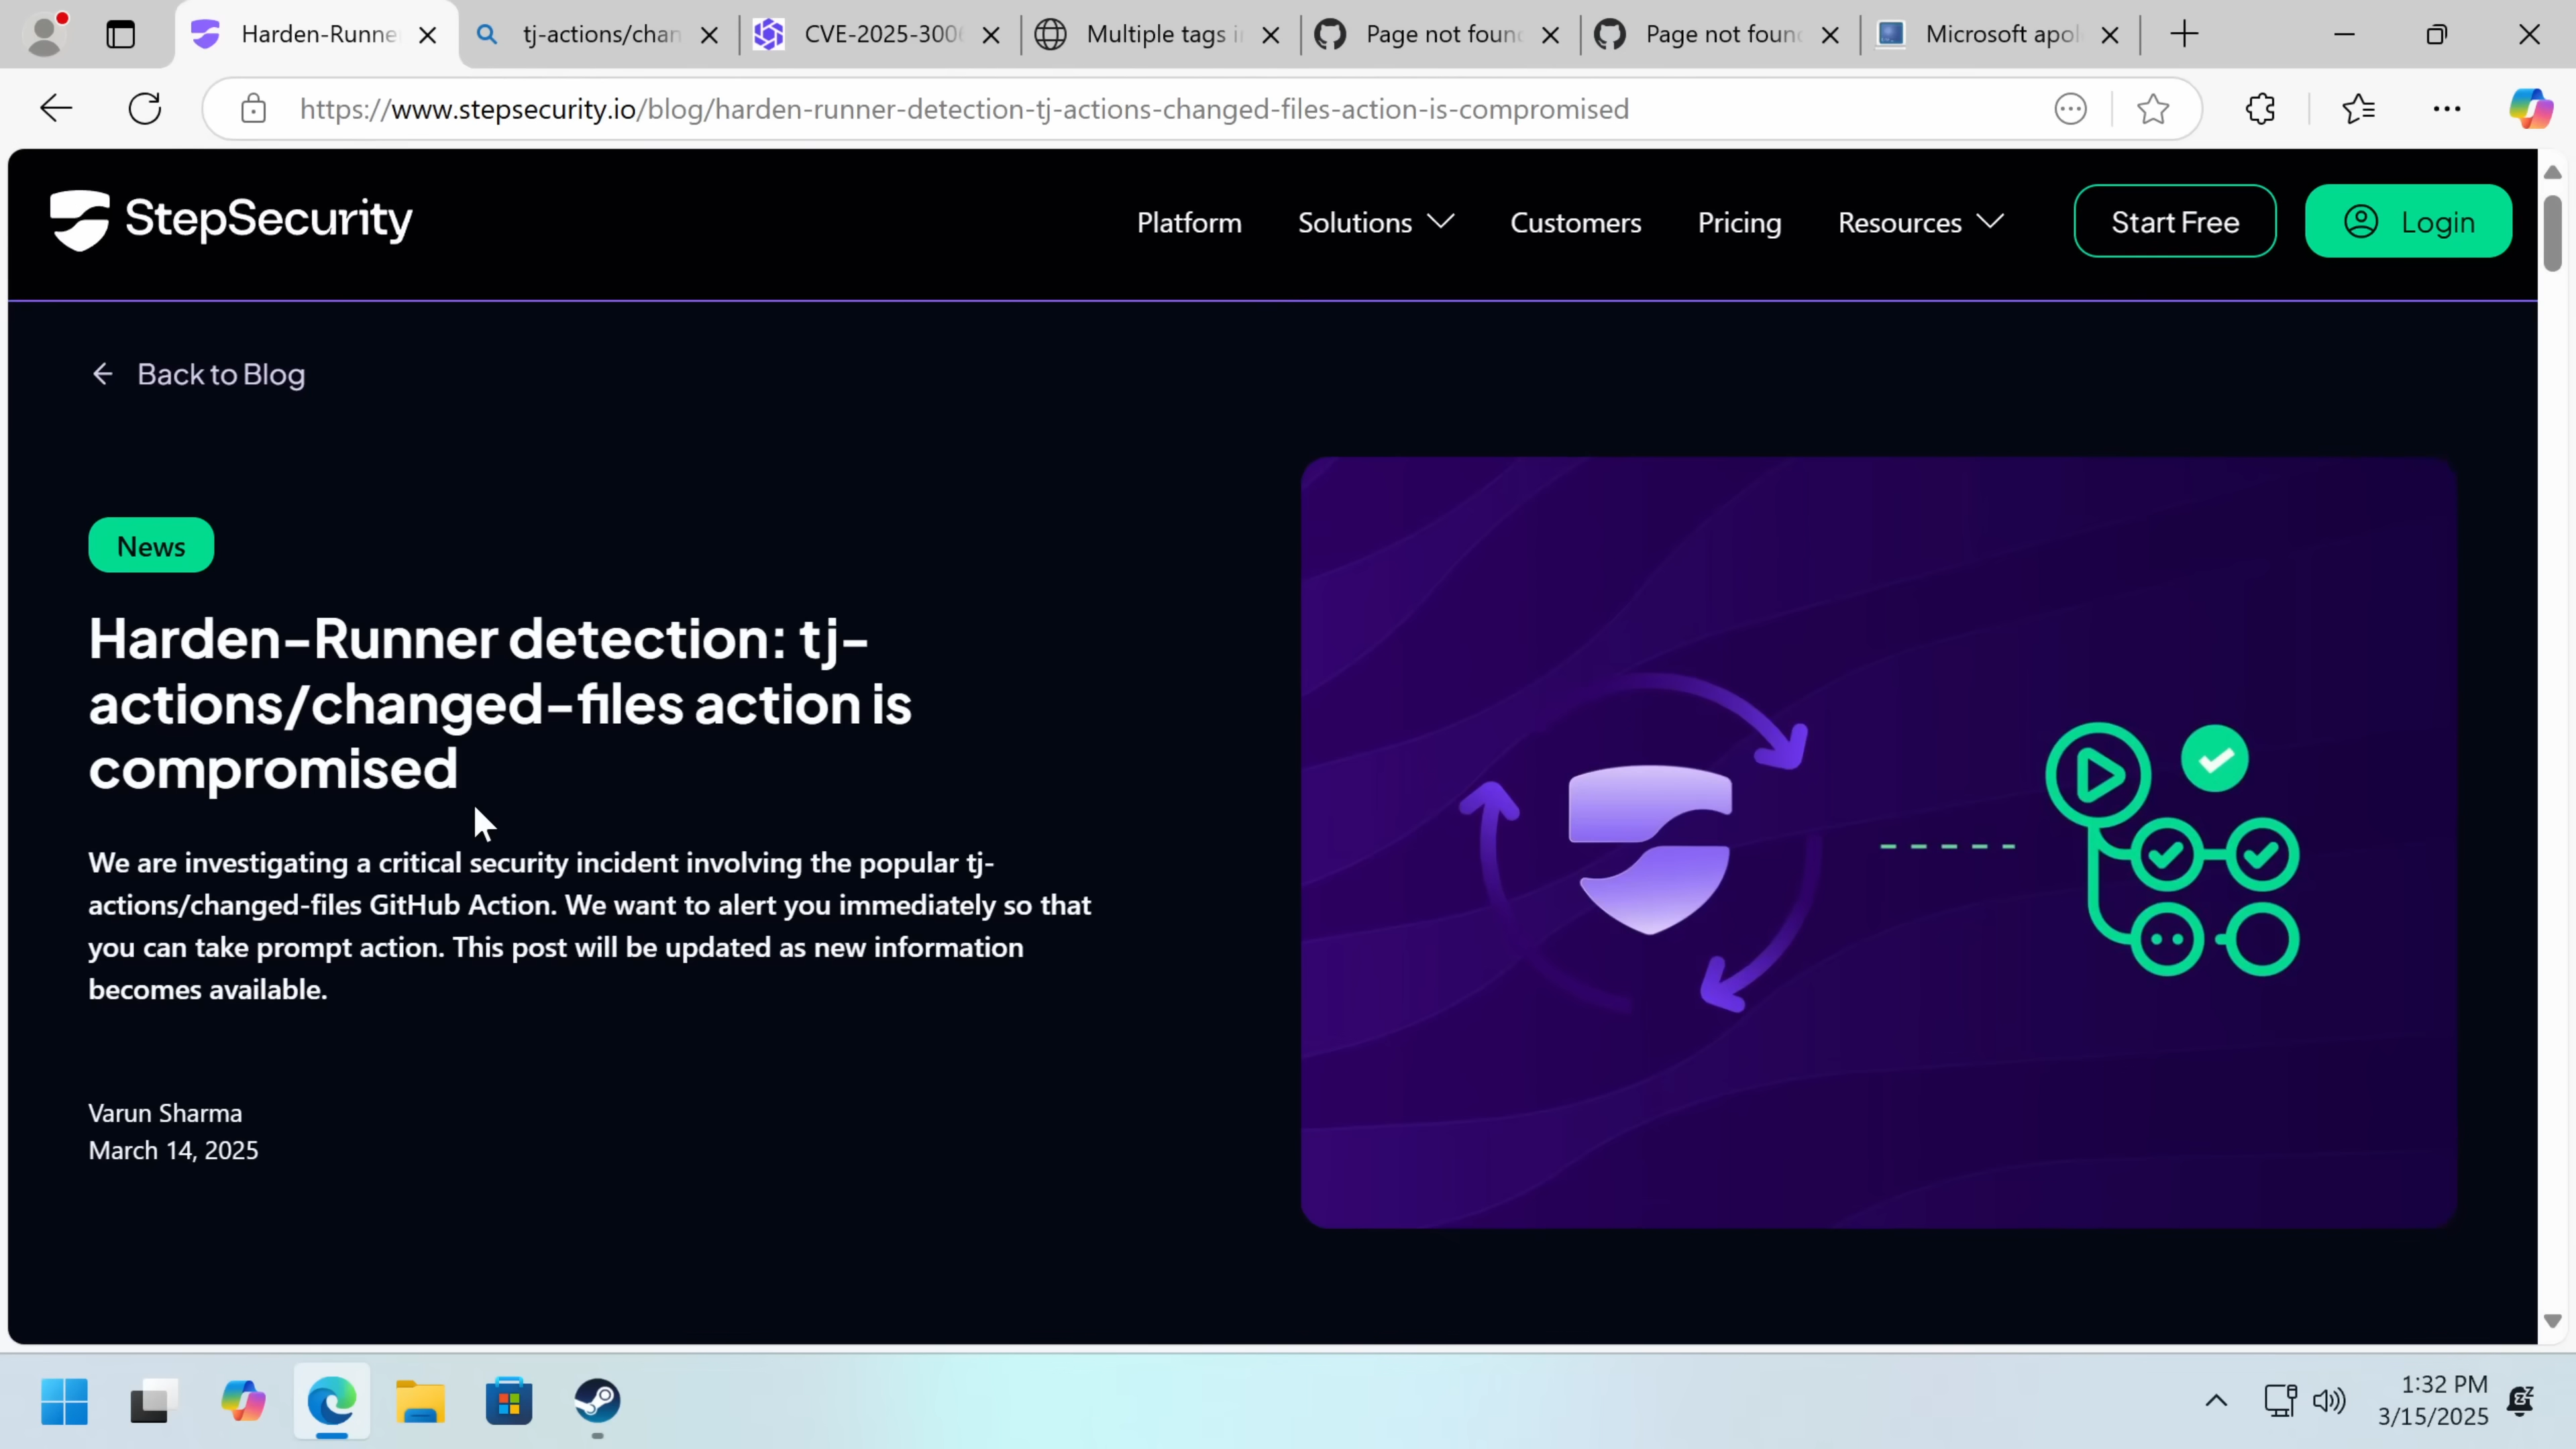 Harden-Runne
tj-actions/chan
CVE-2025-3006
Multiple tags i
Page not foun
Page not foun
Microsoft apol
https://www.stepsecurity.io/blog/harden-runner-detection-tj-actions-changed-files-action-is-compromised
StepSecurity
Platform
Solutions
Customers
Pricing
Resources
Start Free
Login
Back to Blog
News
Harden-Runner detection: tj-
actions/changed-files action is
compromised
We are investigating a critical security incident involving the popular tj-
actions/changed-files GitHub Action. We want to alert you immediately so that
you can take prompt action. This post will be updated as new information
becomes available.
Varun Sharma
March 14, 2025
1:32 PM
3/15/2025